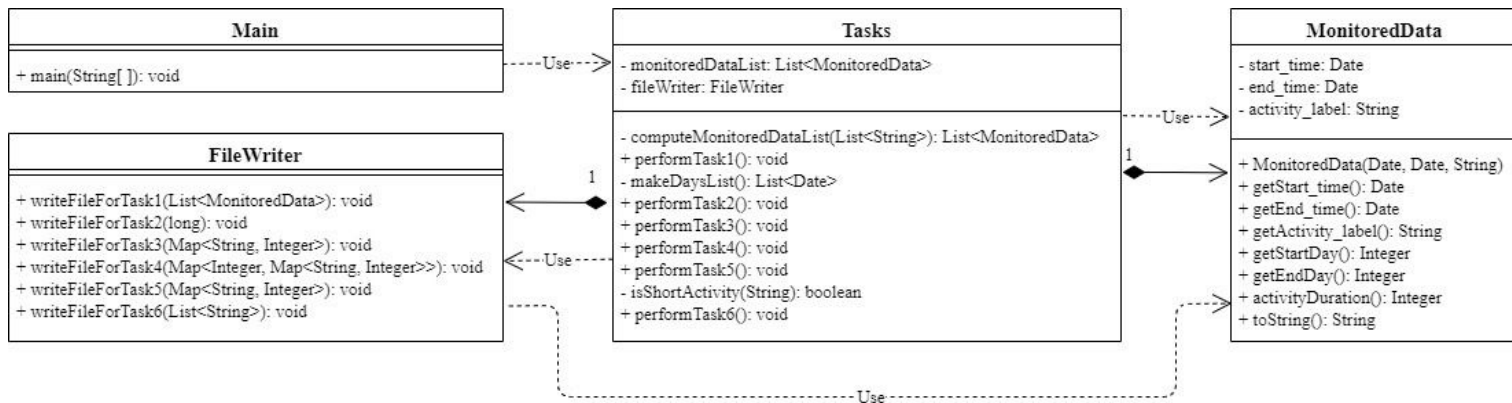 Main
+ main(String[ ]): void
Use
Tasks
- monitoredDataList: List<MonitoredData>
- fileWriter: FileWriter
- computeMonitoredDataList(List<String>): List<MonitoredData>
+ performTask1(): void
- makeDaysList(): List<Date>
+ performTask2(): void
+ performTask3(): void
+ performTask4(): void
+ performTask5(): void
- isShortActivity(String): boolean
+ performTask6(): void
Use
1
MonitoredData
- start_time: Date
- end_time: Date
- activity_label: String
+ MonitoredData(Date, Date, String)
+ getStart_time(): Date
+ getEnd_time(): Date
+ getActivity_label(): String
+ getStartDay(): Integer
+ getEndDay(): Integer
+ activityDuration(): Integer
+ toString(): String
FileWriter
+ writeFileForTask1(List<MonitoredData>): void
+ writeFileForTask2(long): void
+ writeFileForTask3(Map<String, Integer>): void
+ writeFileForTask4(Map<Integer, Map<String, Integer>>): void
+ writeFileForTask5(Map<String, Integer>): void
+ writeFileForTask6(List<String>): void
1
Use
Use